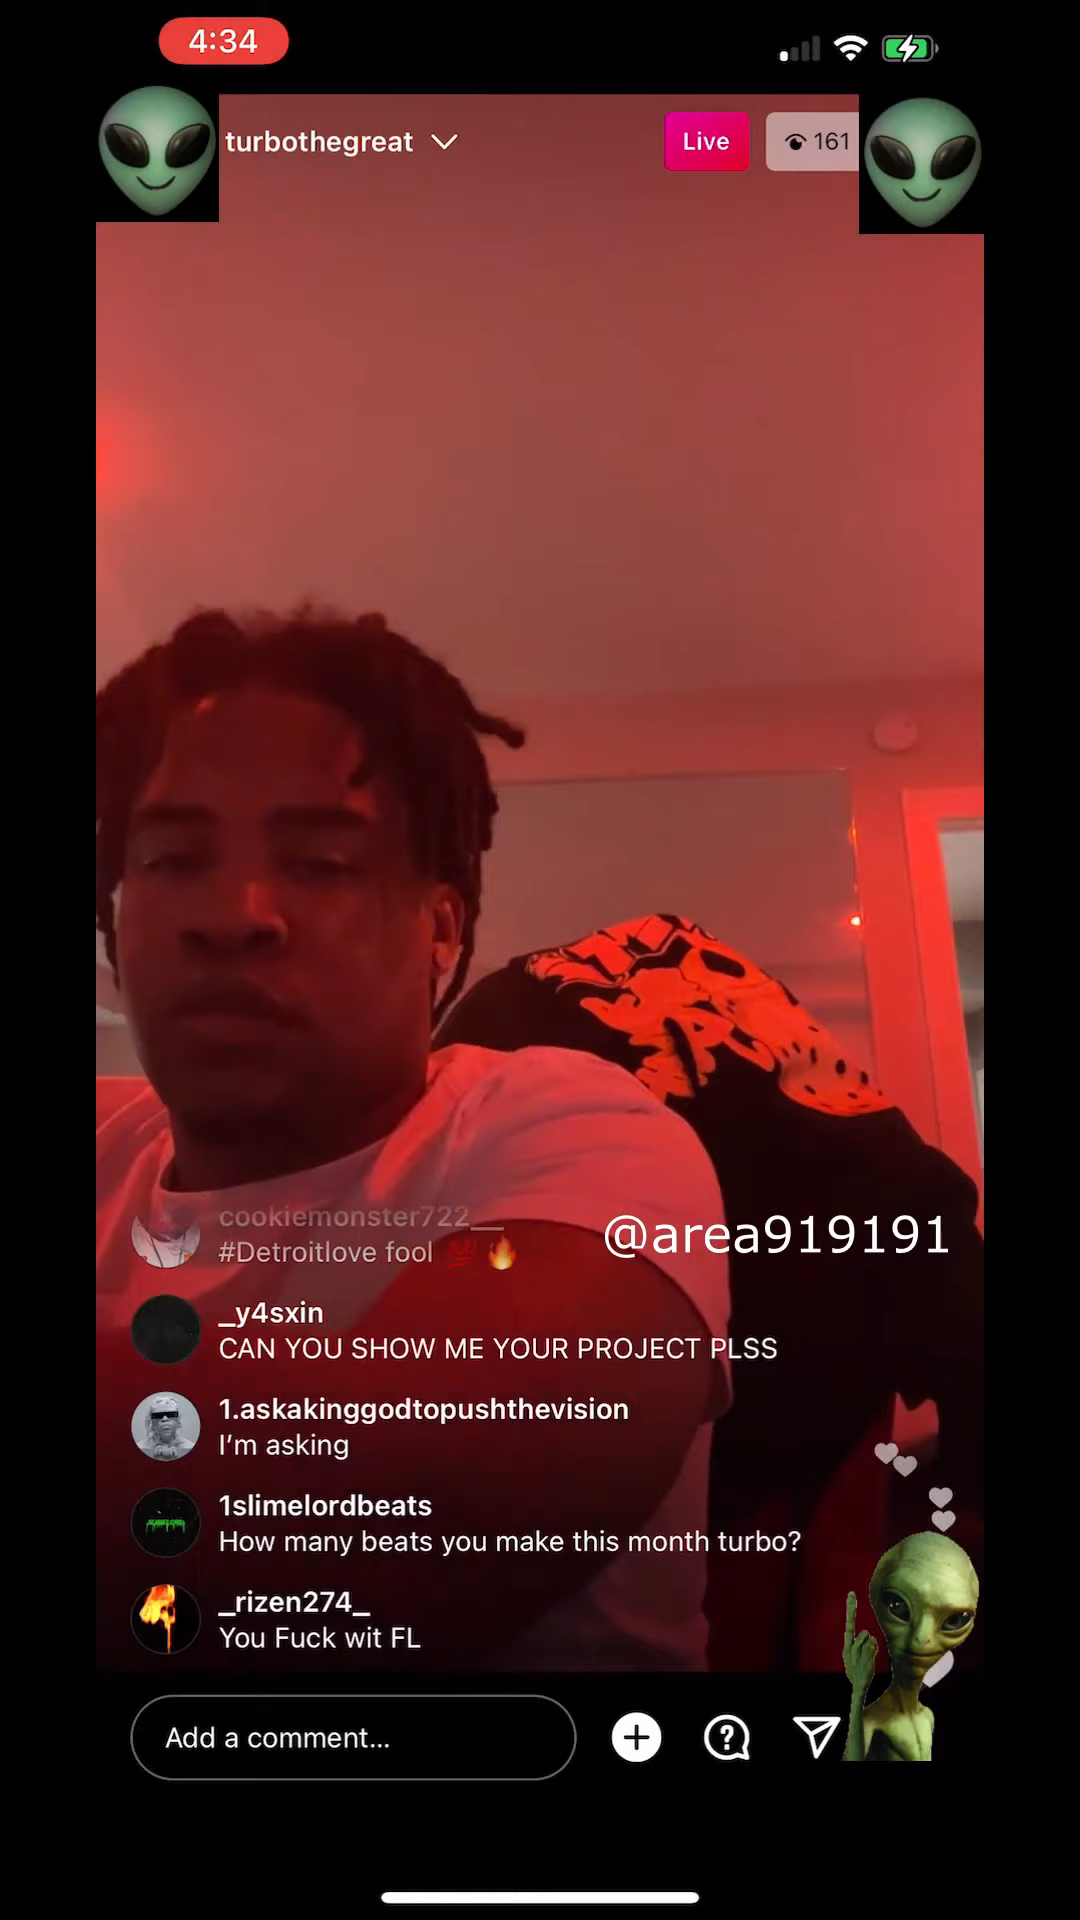 4:34
turbothegreat
Live
161
cookiemonster722__
#Detroitlove fool 💯 🔥
@area919191
_y4sxin
CAN YOU SHOW ME YOUR PROJECT PLSS
1.askakinggodtopushthevision
I'm asking
1slimelordbeats
How many beats you make this month turbo?
_rizen274_
You Fuck wit FL
Add a comment...